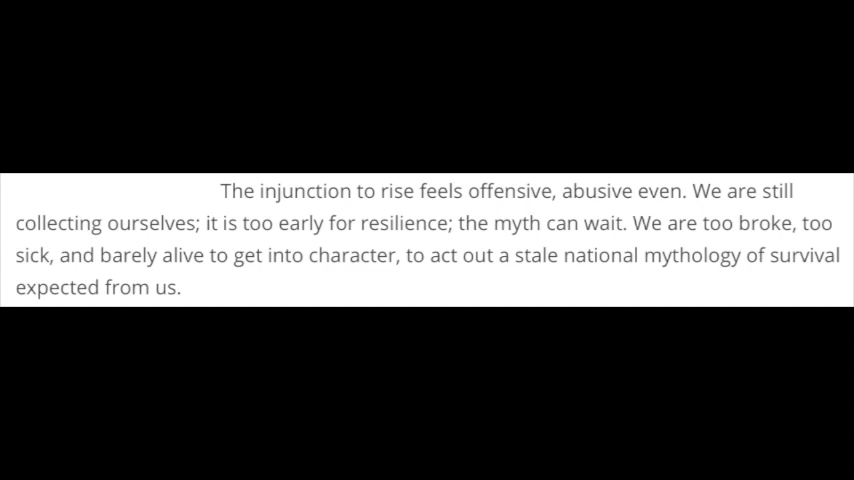 The injunction to rise feels offensive, abusive even. We are still
collecting ourselves; it is too early for resilience; the myth can wait. We are too broke, too
sick, and barely alive to get into character, to act out a stale national mythology of survival
expected from us.